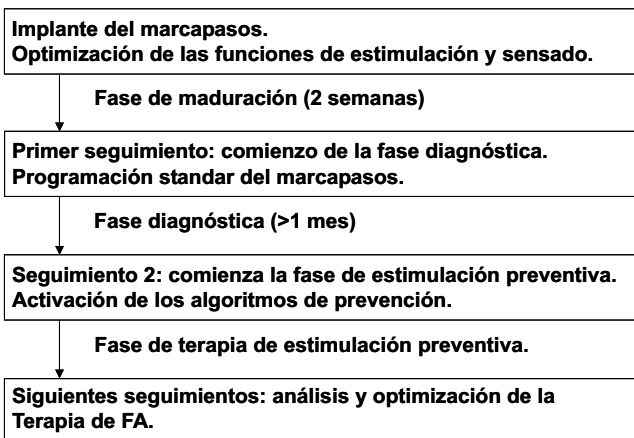 Implante del marcapasos.
Optimización de las funciones de estimulación y sensado.
Fase de maduración (2 semanas)
Primer seguimiento: comienzo de la fase diagnóstica.
Programación standar del marcapasos.
Fase diagnóstica (>1 mes)
Seguimiento 2: comienza la fase de estimulación preventiva.
Activación de los algoritmos de prevención.
Fase de terapia de estimulación preventiva.
Siguientes seguimientos: análisis y optimización de la
Terapia de FA.